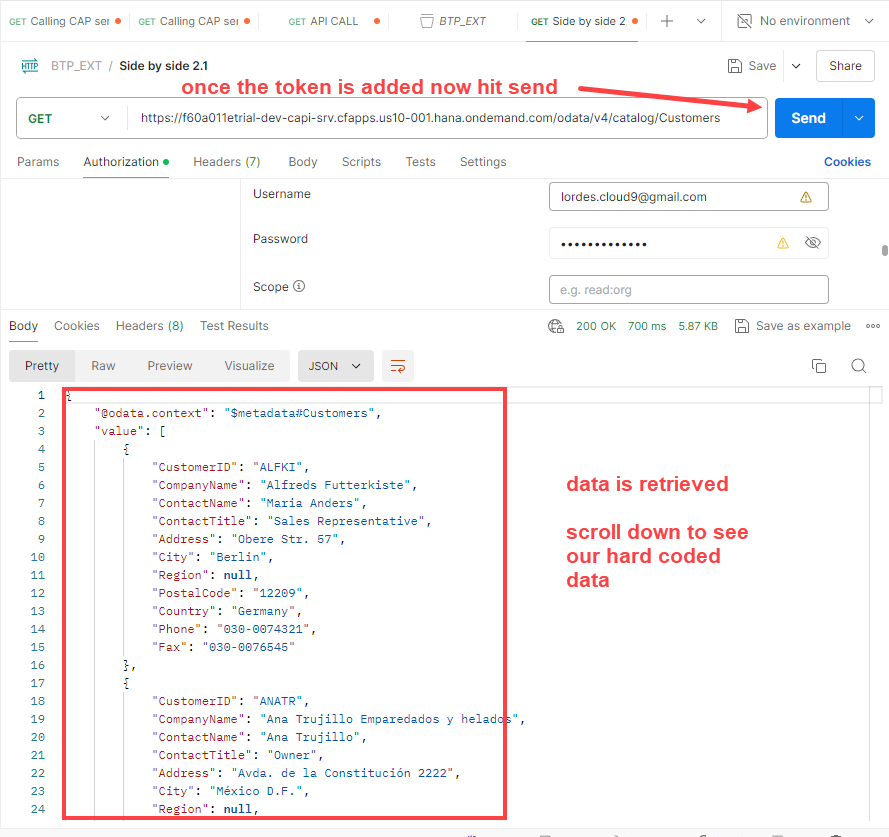 GET Calling CAP ser
GET Calling CAP ser
GET API CALL
BTP_EXT
GET Side by side 2
No environment
HTTP BTP_EXT / Side by side 2.1
Save
Share
once the token is added now hit send
GET
https://f60a011etrial-dev-capi-srv.cfapps.us10-001.hana.ondemand.com/odata/v4/catalog/Customers
Send
Params Authorization Headers (7) Body Scripts Tests Settings Cookies
Username
lordes.cloud9@gmail.com
Password
•••••••••••••
Scope
e.g. read:org
Body Cookies Headers (8) Test Results 200 OK 700 ms 5.87 KB Save as example
Pretty Raw Preview Visualize JSON
1 {
2 "@odata.context": "$metadata#Customers",
3 "value": [
4 {
5 "CustomerID": "ALFKI",
6 "CompanyName": "Alfreds Futterkiste",
7 "ContactName": "Maria Anders",
8 "ContactTitle": "Sales Representative",
9 "Address": "Obere Str. 57",
10 "City": "Berlin",
11 "Region": null,
12 "PostalCode": "12209",
13 "Country": "Germany",
14 "Phone": "030-0074321",
15 "Fax": "030-0076545"
16 },
17 {
18 "CustomerID": "ANATR",
19 "CompanyName": "Ana Trujillo Emparedados y helados",
20 "ContactName": "Ana Trujillo",
21 "ContactTitle": "Owner",
22 "Address": "Avda. de la Constitución 2222",
23 "City": "México D.F.",
24 "Region": null,
data is retrieved
scroll down to see
our hard coded
data